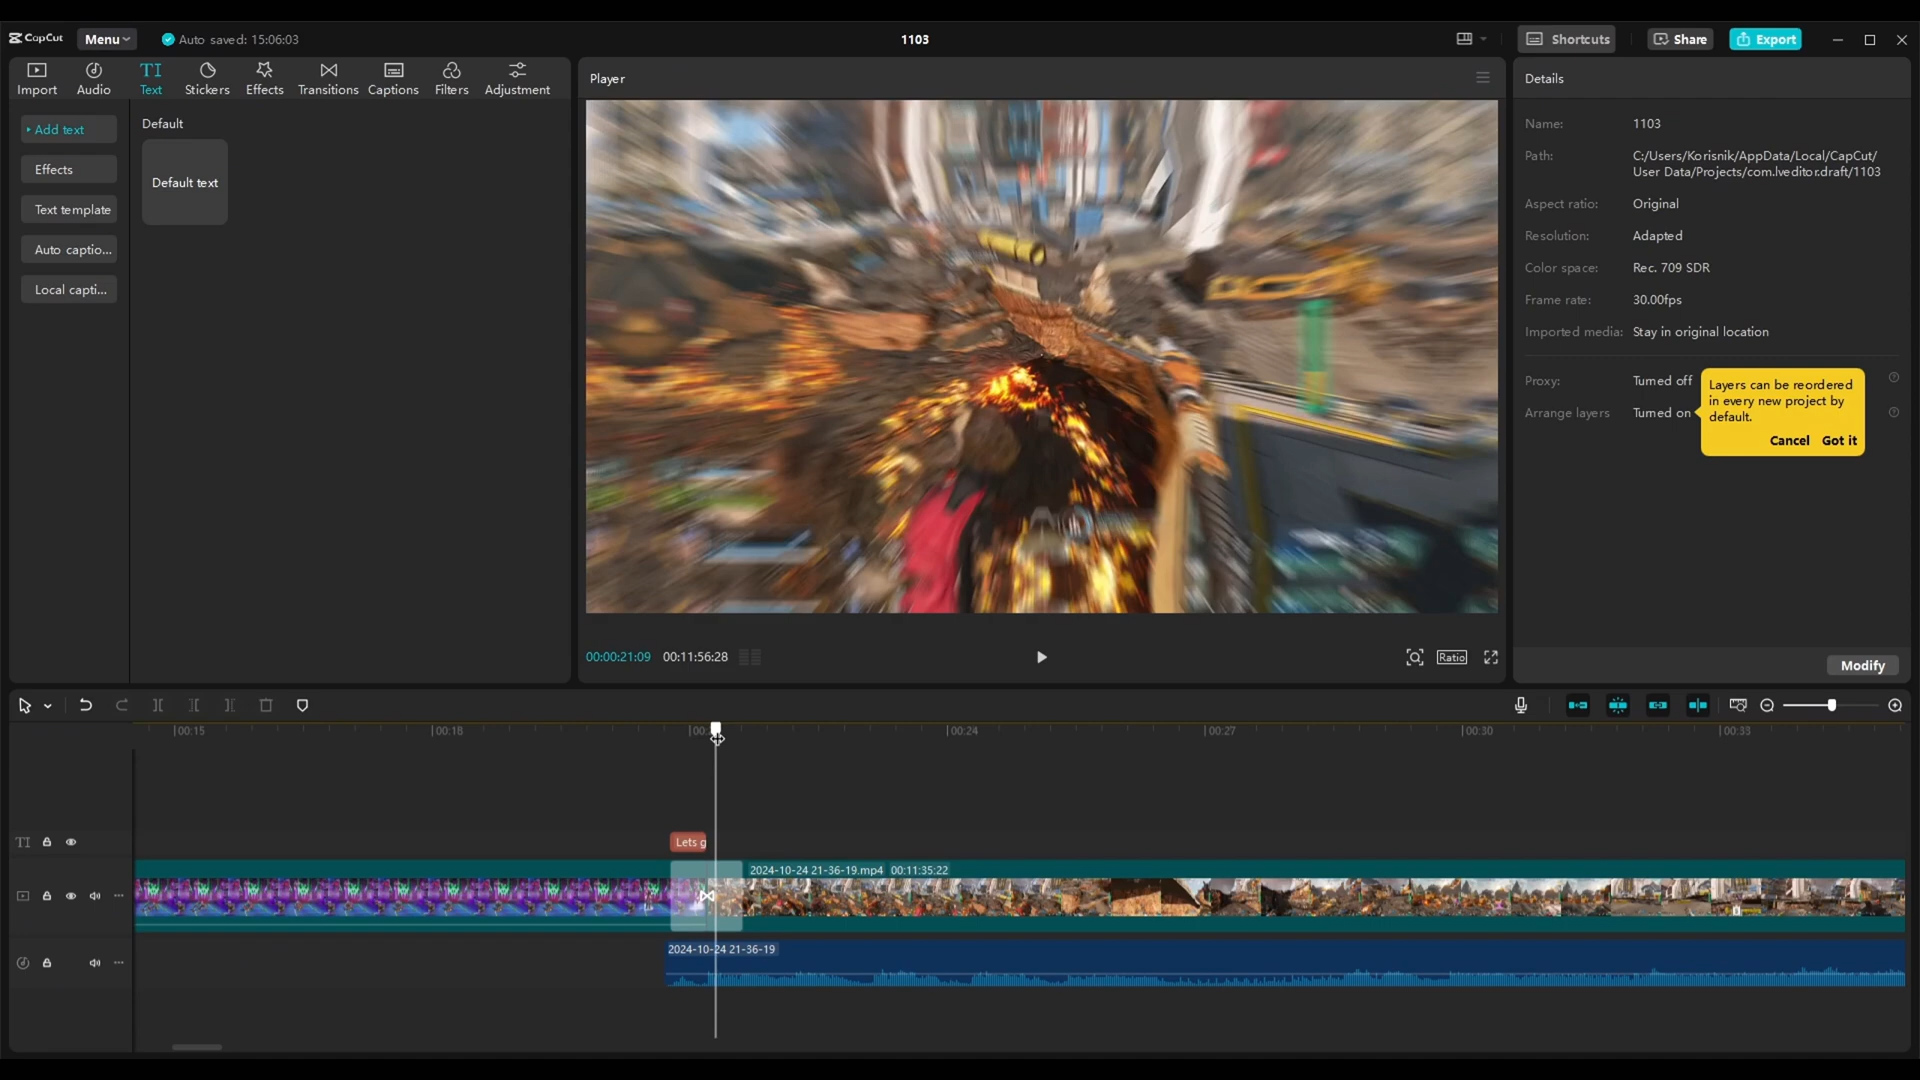 CapCut
Menu
Auto saved: 15:06:03
1103
Shortcuts
Share
Export
Import
Audio
TI
Text
Stickers
Effects
Transitions
Captions
Filters
Adjustment
Add text
Effects
Text template
Auto captio...
Local capti...
Default
Default text
Player
00:00:21:09
00:11:56:28
Ratio
Details
Name: 1103
Path: C:/Users/Korisnik/AppData/Local/CapCut/
User Data/Projects/com.lveditor.draft/1103
Aspect ratio: Original
Resolution: Adapted
Color space: Rec. 709 SDR
Frame rate: 30.00fps
Imported media: Stay in original location
Proxy: Turned off
Arrange layers Turned on
Layers can be reordered
in every new project by
default.
Cancel Got it
Modify
00:15
00:18
00:24
00:27
00:30
00:33
TI
Lets g
2024-10-24 21-36-19.mp4 00:11:35:22
2024-10-24 21-36-19